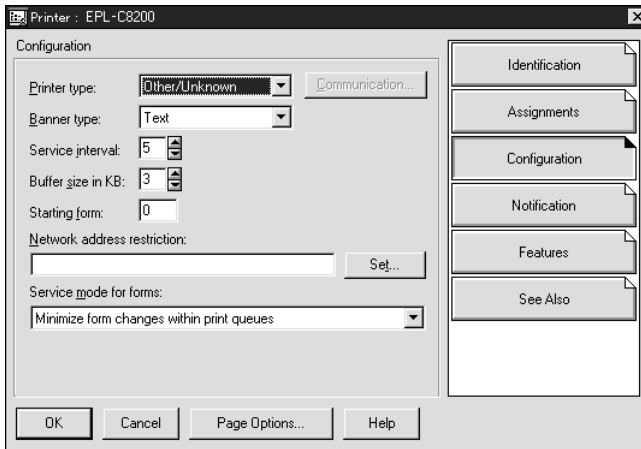 Printer : EPL-C8200
Configuration
Printer type: Other/Unknown Communication...
Banner type: Text
Service interval: 5
Buffer size in KB: 3
Starting form: 0
Network address restriction:
Set...
Service mode for forms:
Minimize form changes within print queues
OK Cancel Page Options... Help
Identification
Assignments
Configuration
Notification
Features
See Also